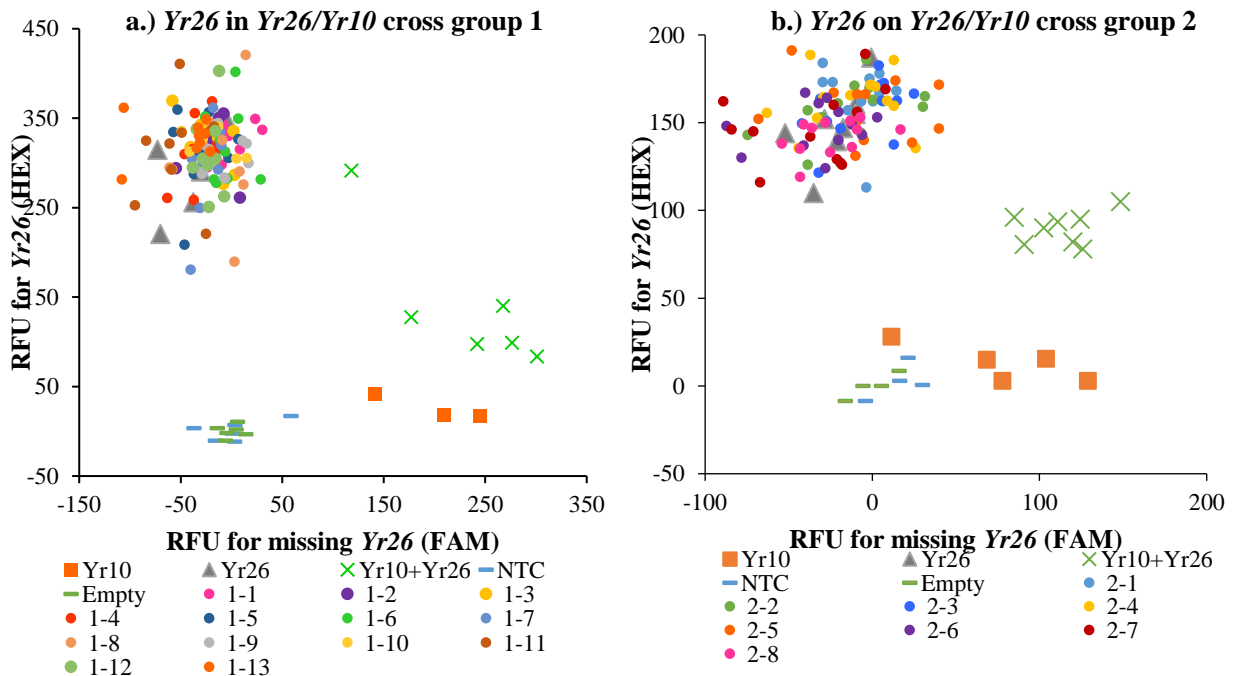 a.) Yr26 in Yr26/Yr10 cross group 1
RFU for Yr26 (HEX)
450
350
250
150
50
-50
-150
-50
50
150
250
350
RFU for missing Yr26 (FAM)
Yr10
Yr26
Yr10+Yr26
NTC
Empty
1-1
1-2
1-3
1-4
1-5
1-6
1-7
1-8
1-9
1-10
1-11
1-12
1-13
b.) Yr26 on Yr26/Yr10 cross group 2
RFU for Yr26 (HEX)
200
150
100
50
0
-50
-100
0
100
200
RFU for missing Yr26 (FAM)
Yr10
Yr26
Yr10+Yr26
NTC
Empty
2-1
2-2
2-3
2-4
2-5
2-6
2-7
2-8